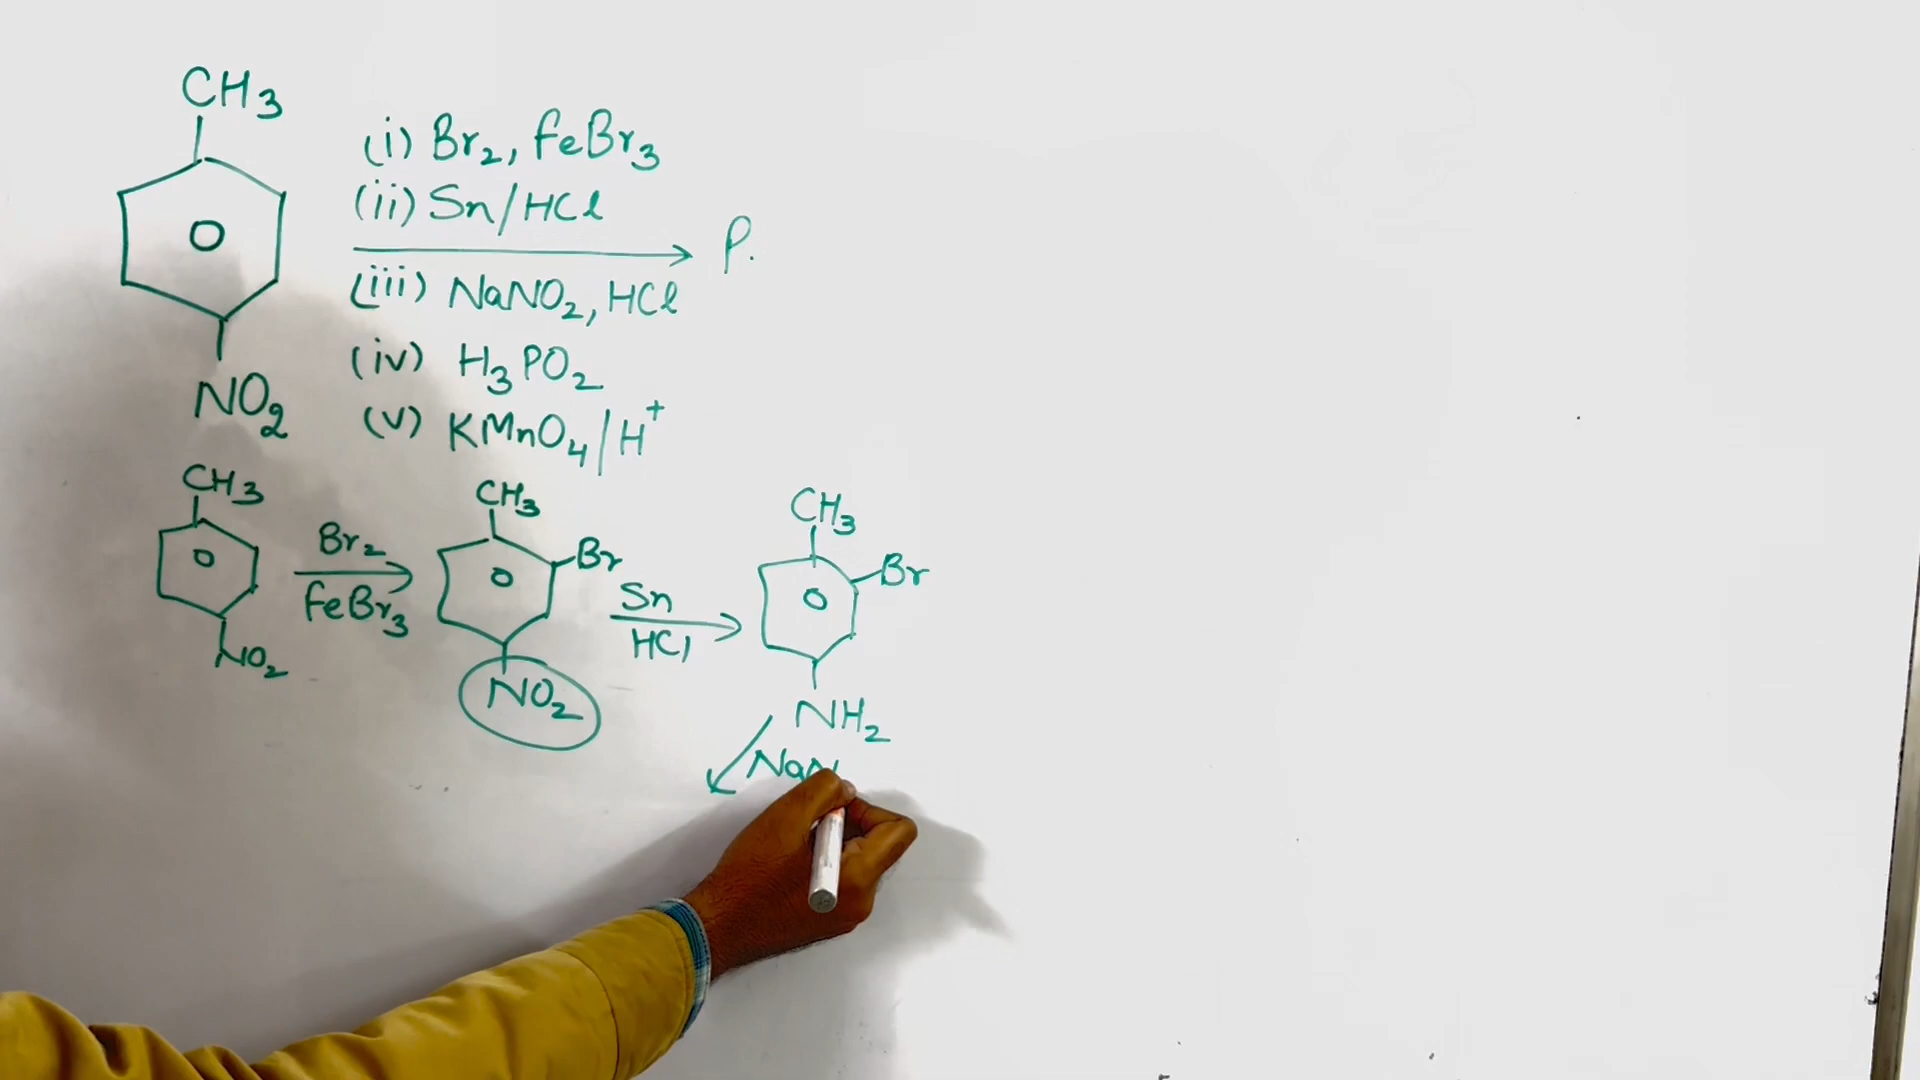 CH3
(i) Br2, FeBr3
(ii) Sn/HCl
P.
(iii) NaNO2, HCl
(iv) H3PO2
NO2
(v) KMnO4/H+
CH3
Br2
FeBr3
NO2
CH3
Br
NO2
Sn
HCl
CH3
Br
NH2
NaN